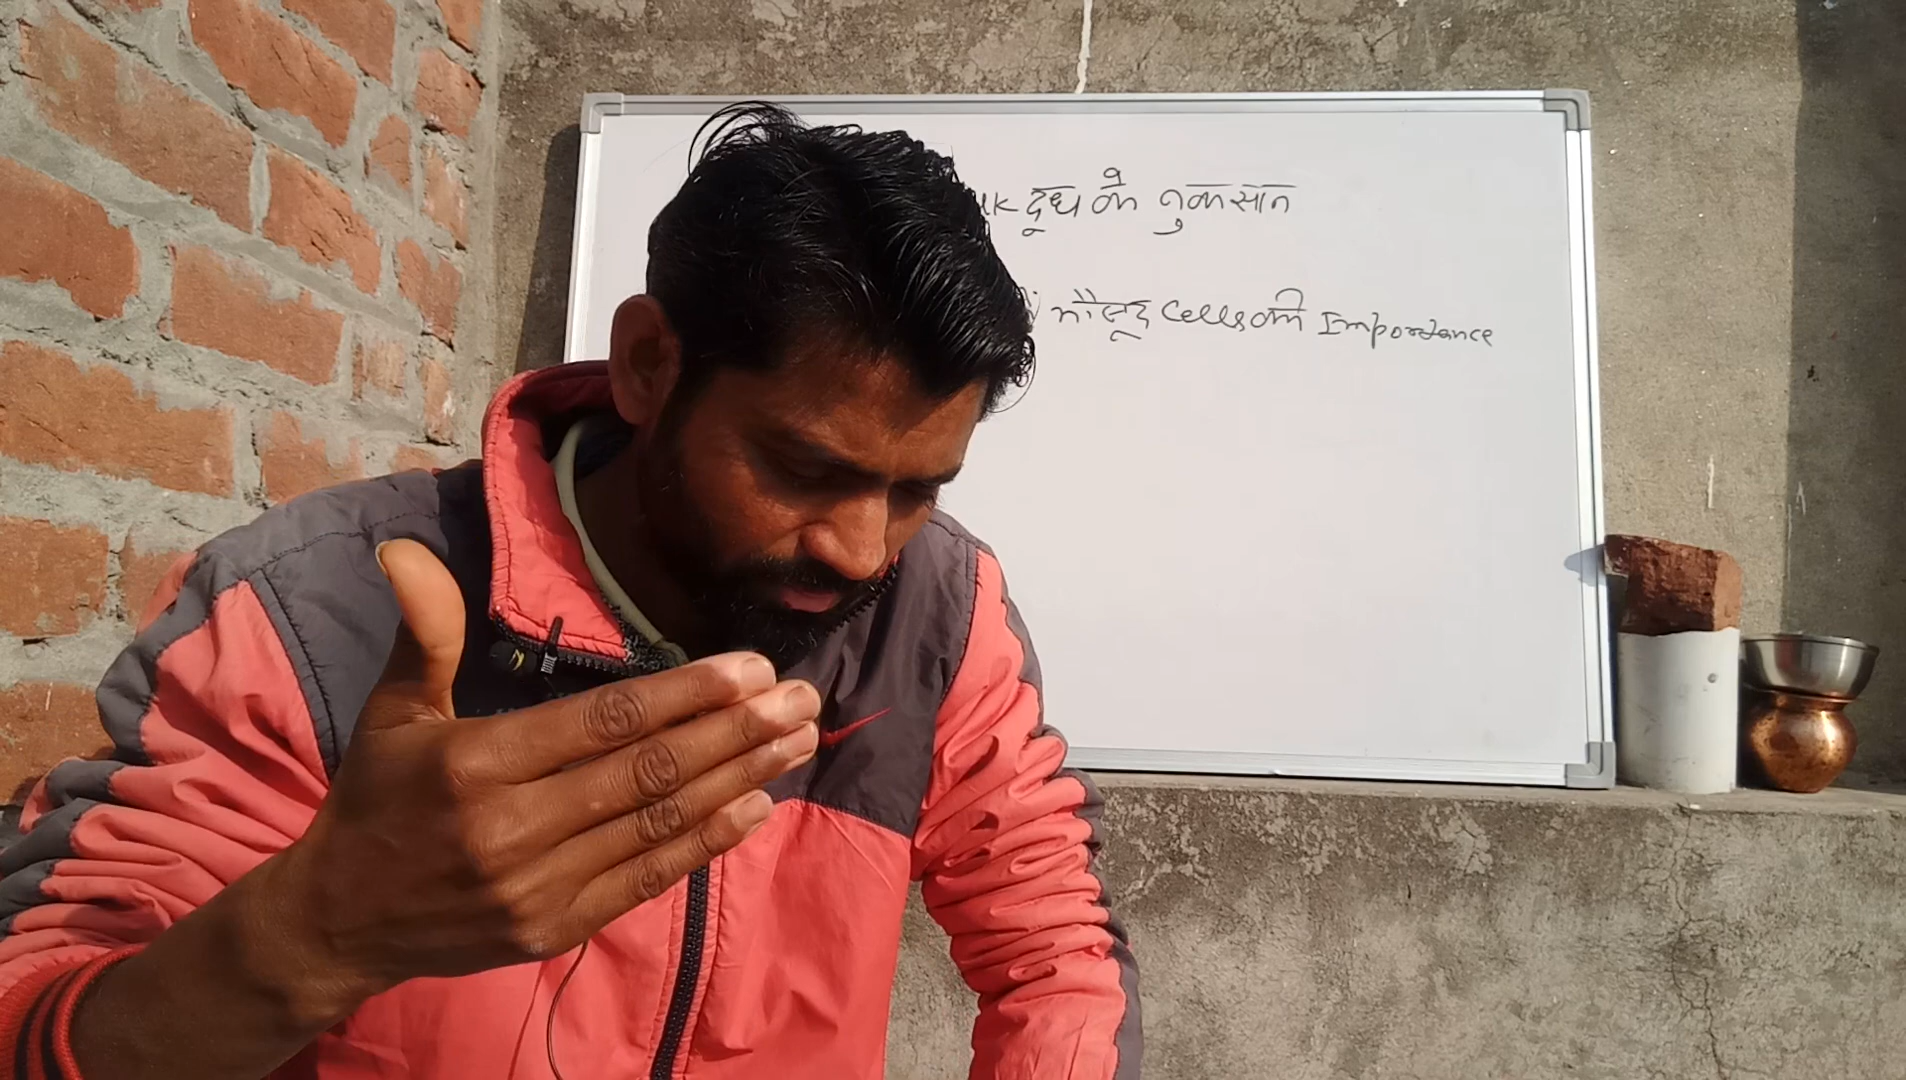 दूध के नुकसान
मौजूद Cells की Importance